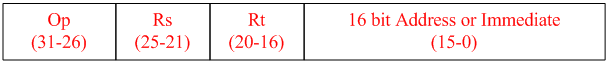 Op
(31-26)
Rs
(25-21)
Rt
(20-16)
16 bit Address or Immediate
(15-0)